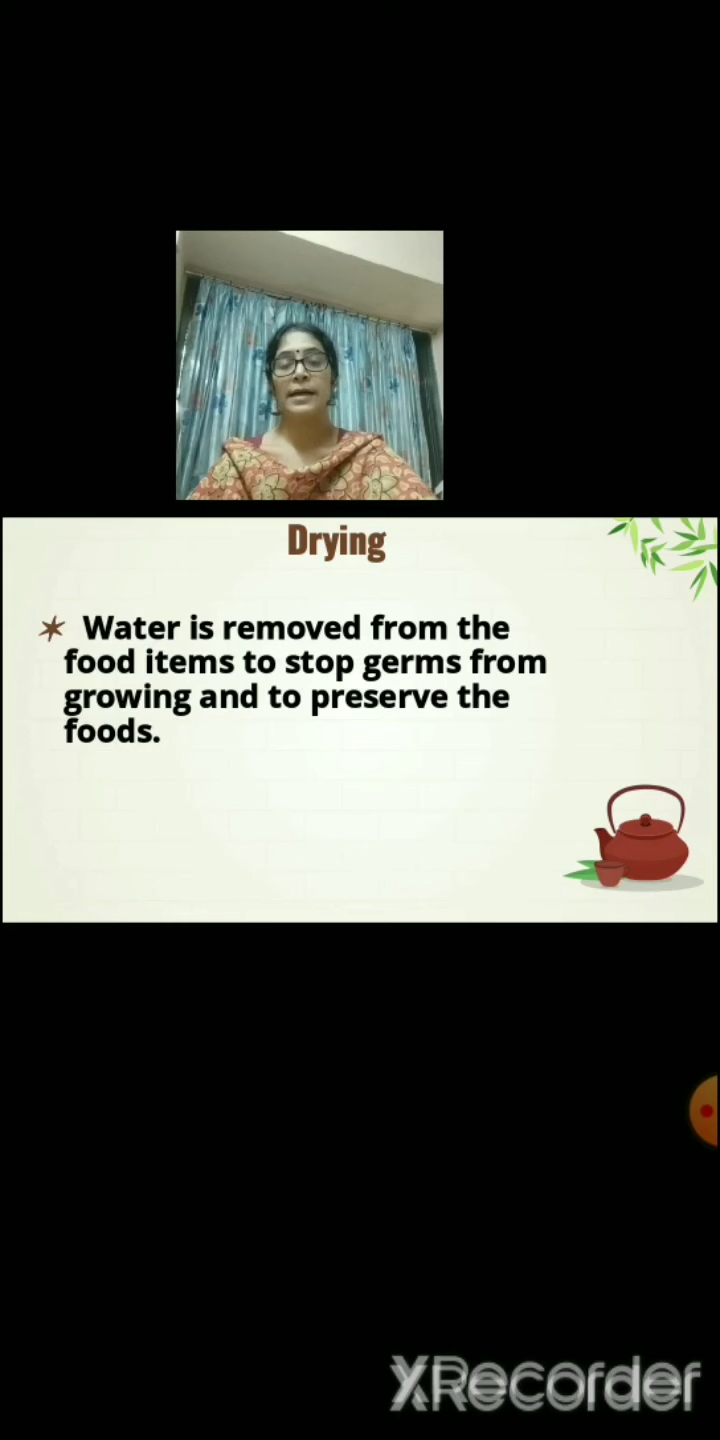 Drying
✶ Water is removed from the
food items to stop germs from
growing and to preserve the
foods.
XRecorder